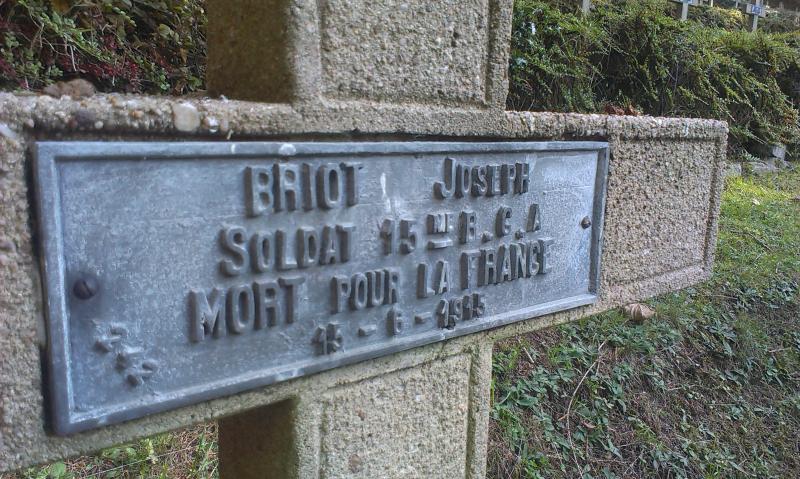 BRIOT JOSEPH
SOLDAT 15ME R.G.A
MORT POUR LA FRANCE
15-6-1915